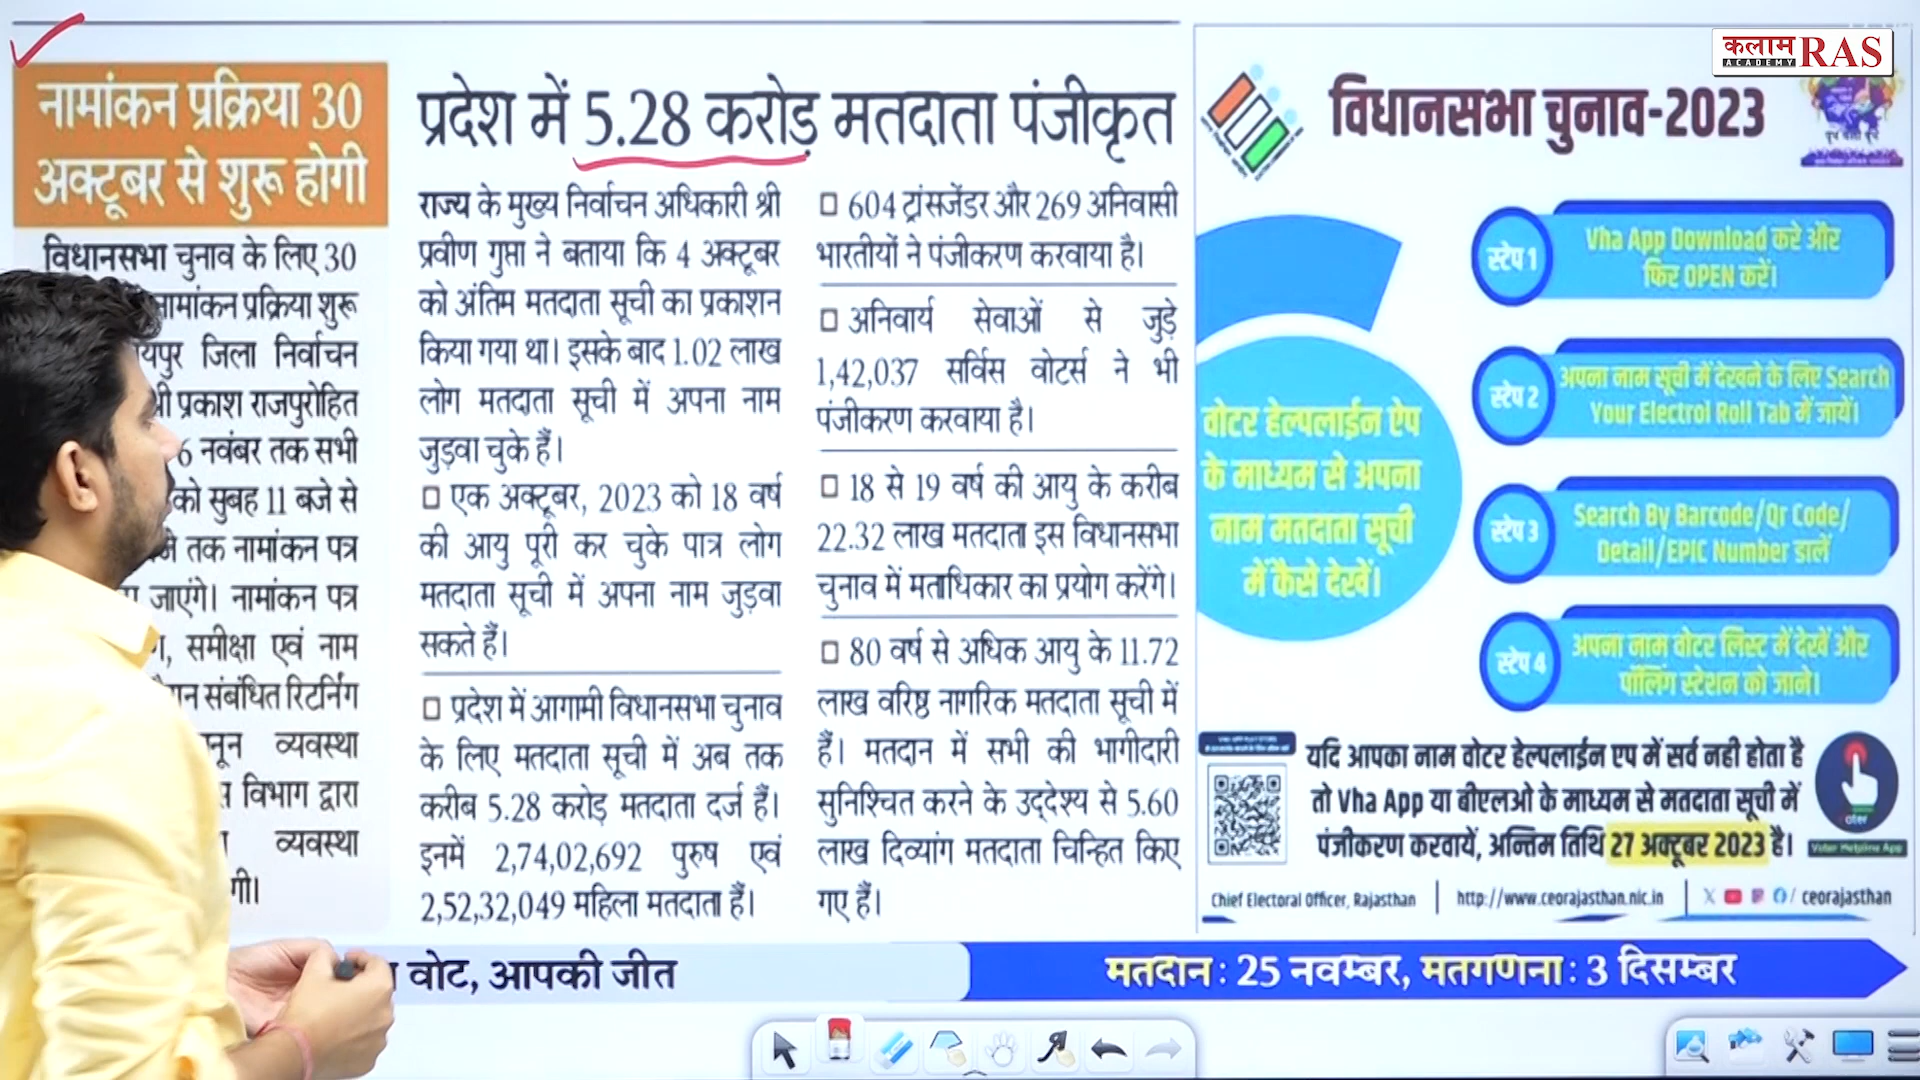 कलाम RAS
ACADEMY
नामांकन प्रक्रिया 30
अक्टूबर से शुरू होगी
विधानसभा चुनाव के लिए 30
नामांकन प्रक्रिया शुरू
जिला निर्वाचन
प्रकाश राजपुरोहित
6 नवंबर तक सभी
को सुबह 11 बजे से
तक नामांकन पत्र
जाएंगे। नामांकन पत्र
समीक्षा एवं नाम
संबंधित रिटर्निंग
व्यवस्था
विभाग द्वारा
व्यवस्था
प्रदेश में 5.28 करोड़ मतदाता पंजीकृत
राज्य के मुख्य निर्वाचन अधिकारी श्री
प्रवीण गुप्ता ने बताया कि 4 अक्टूबर
को अंतिम मतदाता सूची का प्रकाशन
किया गया था। इसके बाद 1.02 लाख
लोग मतदाता सूची में अपना नाम
जुड़वा चुके हैं।
एक अक्टूबर, 2023 को 18 वर्ष
की आयु पूरी कर चुके पात्र लोग
मतदाता सूची में अपना नाम जुड़वा
सकते हैं।
प्रदेश में आगामी विधानसभा चुनाव
के लिए मतदाता सूची में अब तक
करीब 5.28 करोड़ मतदाता दर्ज हैं।
इनमें 2,74,02,692 पुरुष एवं
2,52,32,049 महिला मतदाता हैं।
604 ट्रांसजेंडर और 269 अनिवासी
भारतीयों ने पंजीकरण करवाया है।
अनिवार्य सेवाओं से जुड़े
1,42,037 सर्विस वोटर्स ने भी
पंजीकरण करवाया है।
18 से 19 वर्ष की आयु के करीब
22.32 लाख मतदाता इस विधानसभा
चुनाव में मताधिकार का प्रयोग करेंगे।
80 वर्ष से अधिक आयु के 11.72
लाख वरिष्ठ नागरिक मतदाता सूची में
हैं। मतदान में सभी की भागीदारी
सुनिश्चित करने के उद्देश्य से 5.60
लाख दिव्यांग मतदाता चिन्हित किए
गए हैं।
विधानसभा चुनाव-2023
वोटर हेल्पलाईन ऐप
के माध्यम से अपना
नाम मतदाता सूची
में कैसे देखें।
स्टेप 1
Vha App Download करे और
फिर OPEN करें।
स्टेप 2
अपना नाम सूची में देखने के लिए Search
Your Electrol Roll Tab में जायें।
स्टेप 3
Search By Barcode/Qr Code/
Detail/EPIC Number डालें
स्टेप 4
अपना नाम वोटर लिस्ट में देखें और
पॉलिंग स्टेशन को जाने।
यदि आपका नाम वोटर हेल्पलाईन एप में सर्च नही होता है
तो Vha App या बीएलओ के माध्यम से मतदाता सूची में
पंजीकरण करवायें, अन्तिम तिथि 27 अक्टूबर 2023 है।
Voter Helpline App
Chief Electoral Officer, Rajasthan http://www.ceorajasthan.nic.in / ceorajasthan
वोट, आपकी जीत
मतदान : 25 नवम्बर, मतगणना : 3 दिसम्बर